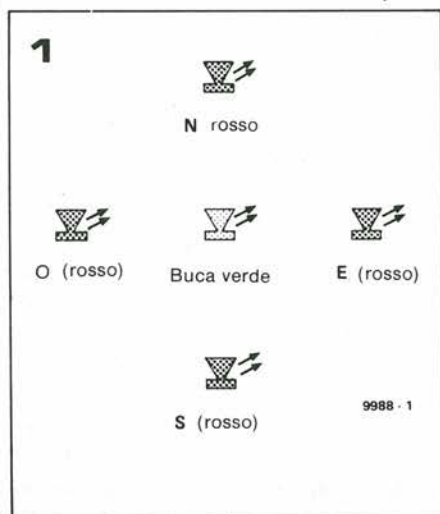 1
N rosso
O (rosso) Buca verde E (rosso)
S (rosso)
9988 - 1